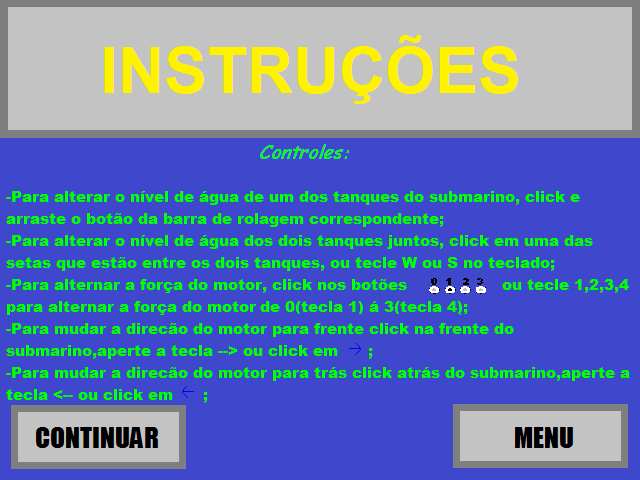 INSTRUÇÕES
Controles:
-Para alterar o nível de água de um dos tanques do submarino, click e
arraste o botão da barra de rolagem correspondente;
-Para alterar o nível de água dos dois tanques juntos, click em uma das
setas que estão entre os dois tanques, ou tecle W ou S no teclado;
-Para alternar a força do motor, click nos botões 0 1 2 3 ou tecle 1,2,3,4
para alternar a força do motor de 0(tecla 1) á 3(tecla 4);
-Para mudar a direcão do motor para frente click na frente do
submarino,aperte a tecla --> ou click em → ;
-Para mudar a direcão do motor para trás click atrás do submarino,aperte a
tecla <-- ou click em ← ;
CONTINUAR
MENU